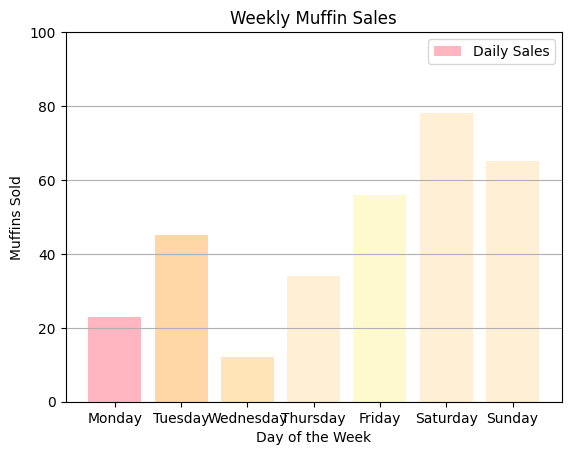 Weekly Muffin Sales
Daily Sales
100
80
60
40
20
0
Muffins Sold
Monday Tuesday Wednesday Thursday Friday Saturday Sunday
Day of the Week